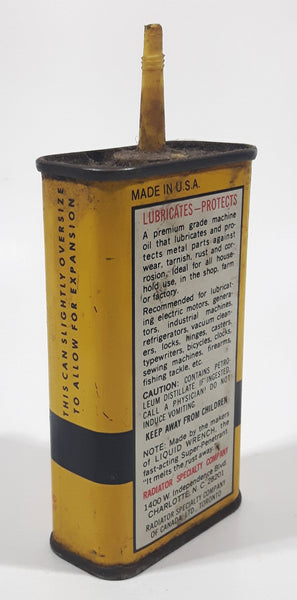 THIS CAN SLIGHTLY OVERSIZE
TO ALLOW FOR EXPANSION
MADE IN U.S.A.
LUBRICATES—PROTECTS
A premium grade machine
oil that lubricates and pro-
tects metal parts against
wear, tarnish, rust and cor-
rosion. Ideal for all house-
hold use, in the shop, farm
or factory.
Recommended for lubricat-
ing electric motors, genera-
tors, industrial machines,
refrigerators, vacuum clean-
ers, locks, hinges, casters,
typewriters, bicycles, indoor
sewing machines, firearms,
fishing tackle, etc.
CAUTION: CONTAINS PETRO-
LEUM DISTILLATE. IF INGESTED,
CALL A PHYSICIAN! DO NOT
INDUCE VOMITING
KEEP AWAY FROM CHILDREN
NOTE: Made by the makers
of LIQUID WRENCH, the
fast-acting Super-Penetrant
"It melts the rust away"
RADIATOR SPECIALTY COMPANY
1400 W. Independence Blvd.
CHARLOTTE, N. C. 28201
RADIATOR SPECIALTY COMPANY
OF CANADA LTD., TORONTO